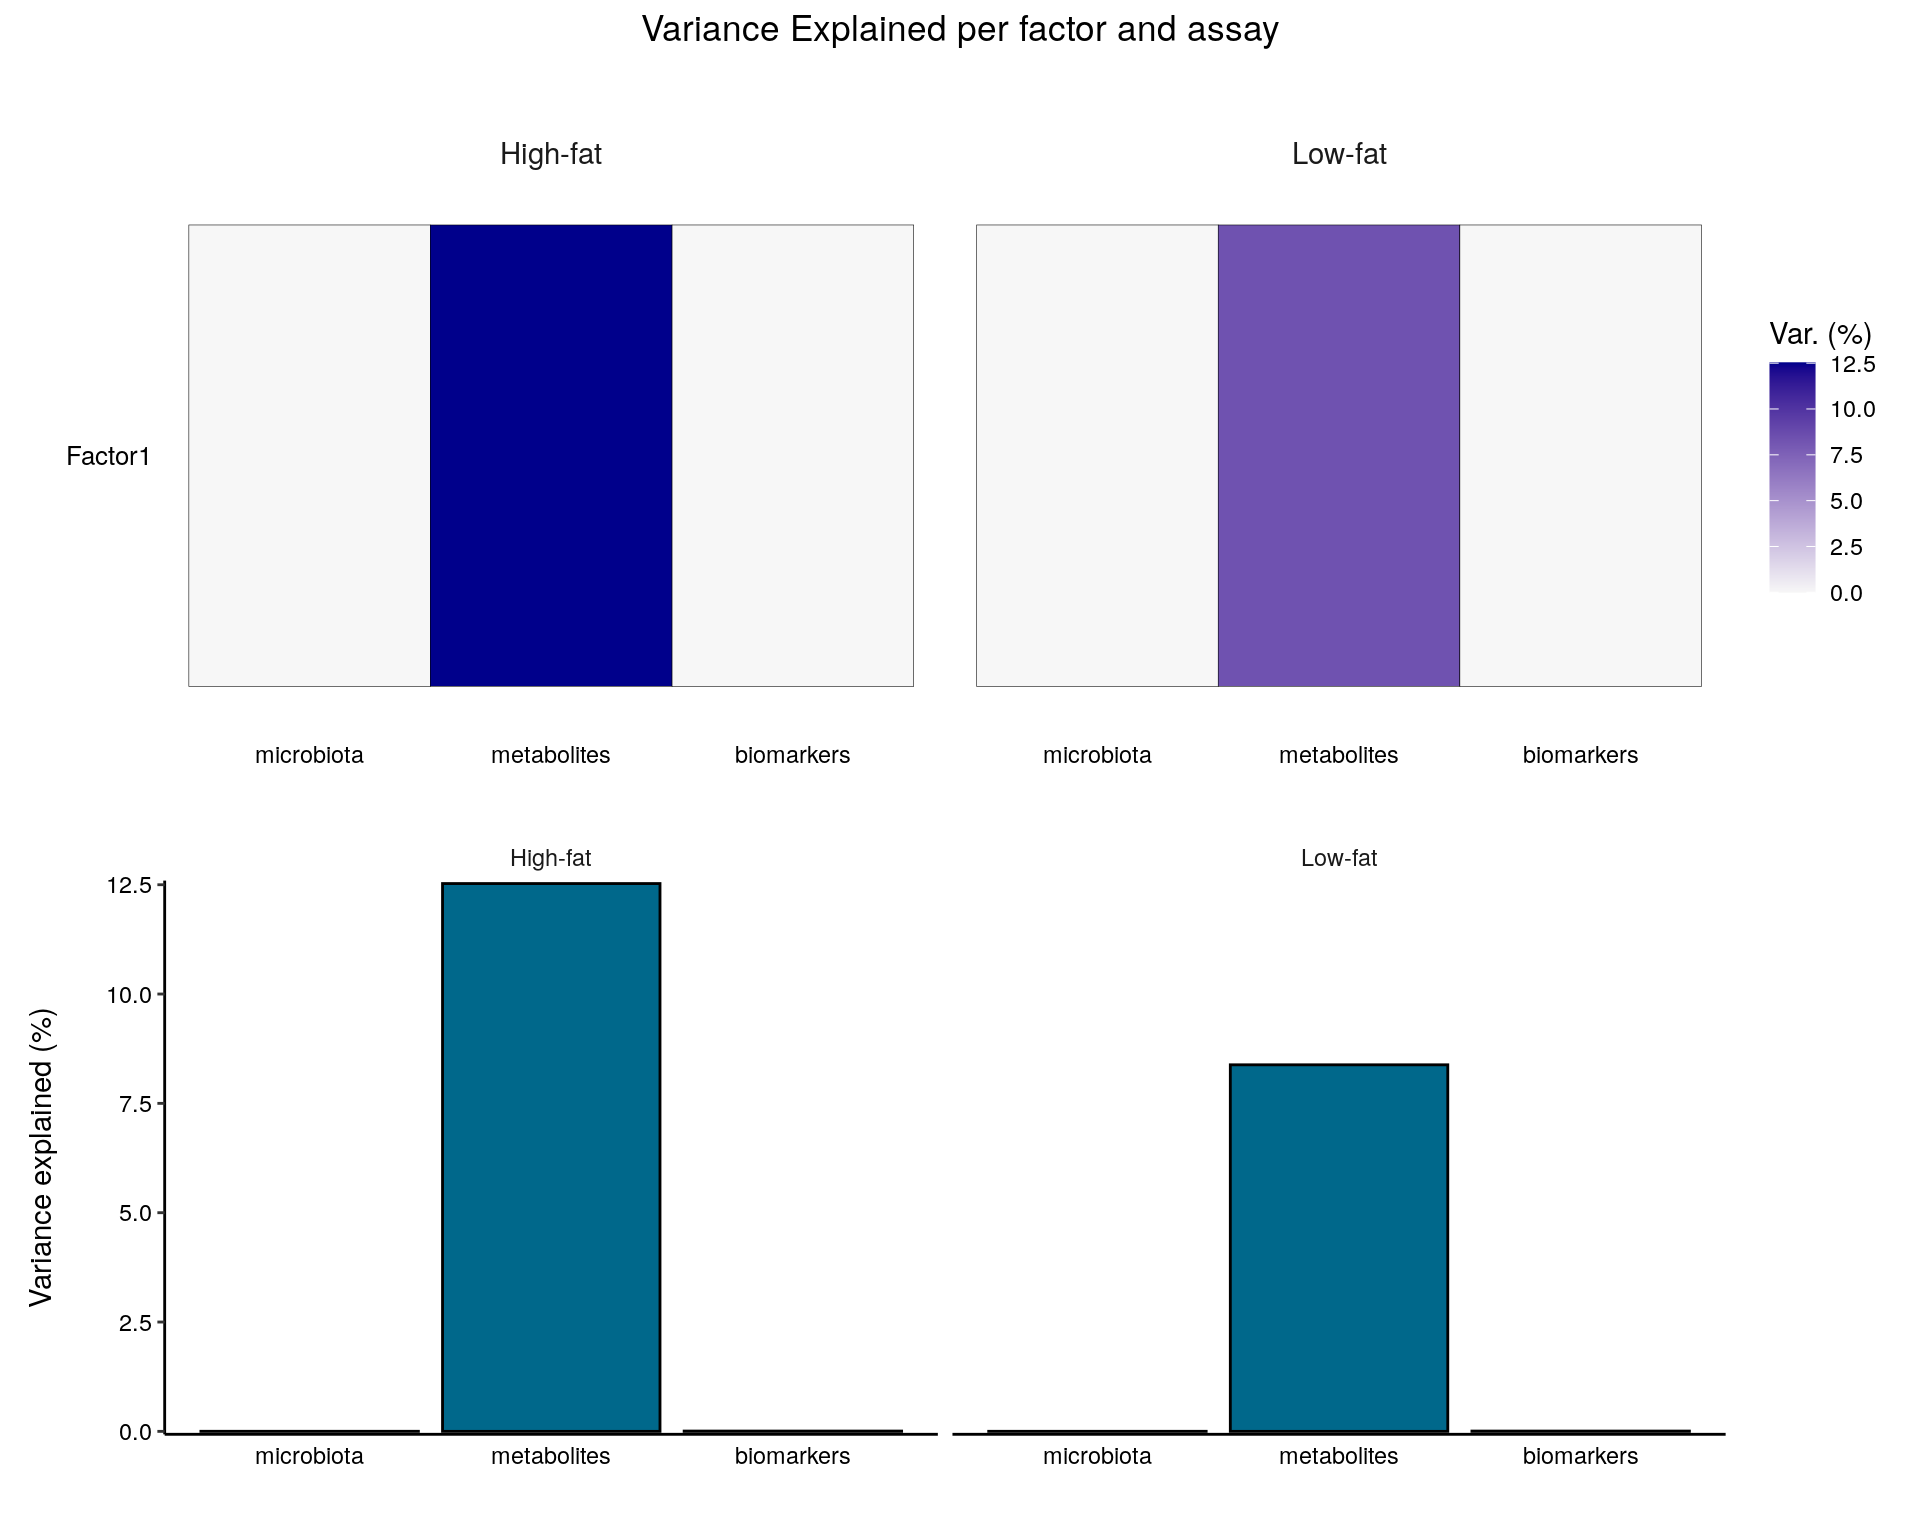 Variance Explained per factor and assay
High-fat
Low-fat
Factor1
microbiota
metabolites
biomarkers
microbiota
metabolites
biomarkers
Var. (%)
12.5
10.0
7.5
5.0
2.5
0.0
High-fat
Low-fat
Variance explained (%)
12.5
10.0
7.5
5.0
2.5
0.0
microbiota
metabolites
biomarkers
microbiota
metabolites
biomarkers